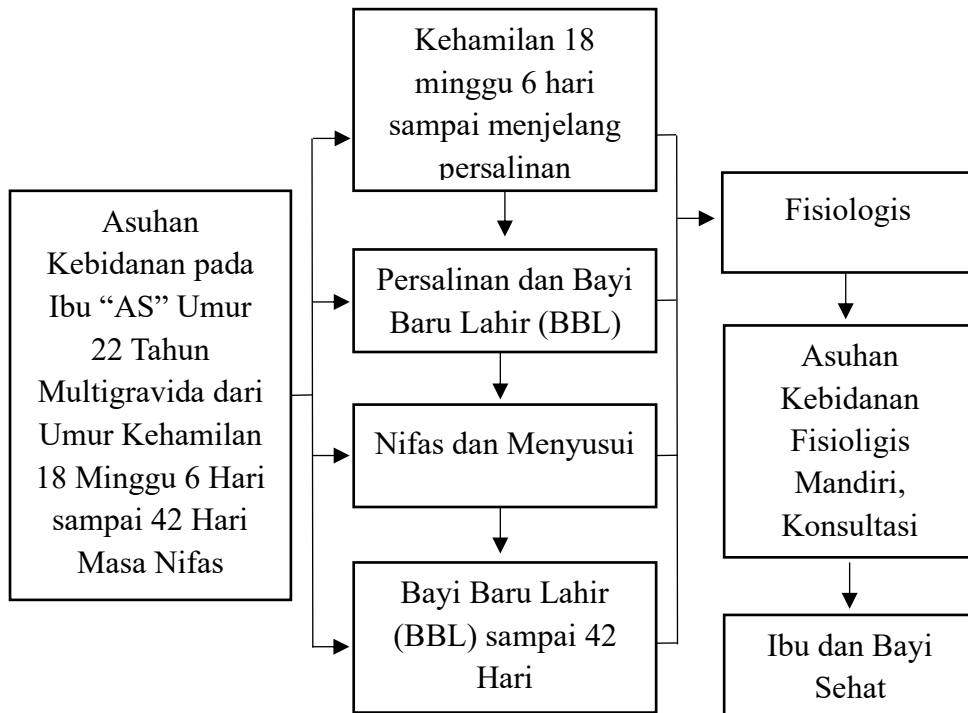 Asuhan
Kebidanan pada
Ibu “AS” Umur
22 Tahun
Multigravida dari
Umur Kehamilan
18 Minggu 6 Hari
sampai 42 Hari
Masa Nifas
Kehamilan 18
minggu 6 hari
sampai menjelang
persalinan
Persalinan dan Bayi
Baru Lahir (BBL)
Nifas dan Menyusui
Bayi Baru Lahir
(BBL) sampai 42
Hari
Fisiologis
Asuhan
Kebidanan
Fisioligis
Mandiri,
Konsultasi
Ibu dan Bayi
Sehat